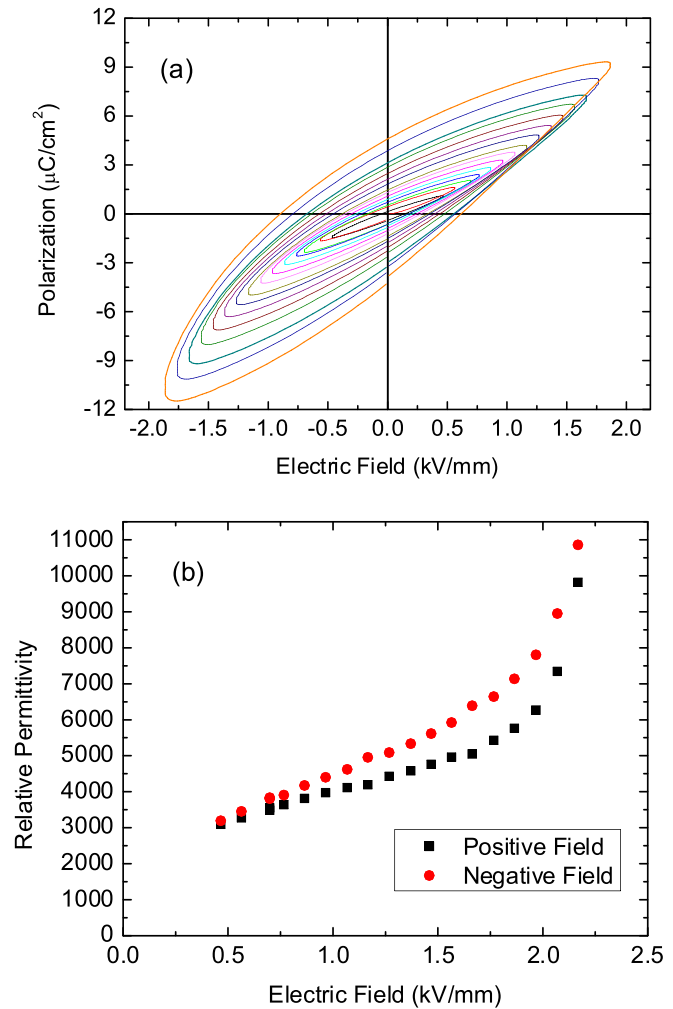 (a)
Polarization (μC/cm²)
9
6
3
0
-3
-6
-9
-12
-2.0 -1.5 -1.0 -0.5 0.0 0.5 1.0 1.5 2.0
Electric Field (kV/mm)
(b)
Relative Permittivity
11000
10000
9000
8000
7000
6000
5000
4000
3000
2000
1000
0
Positive Field
Negative Field
0.0 0.5 1.0 1.5 2.0 2.5
Electric Field (kV/mm)